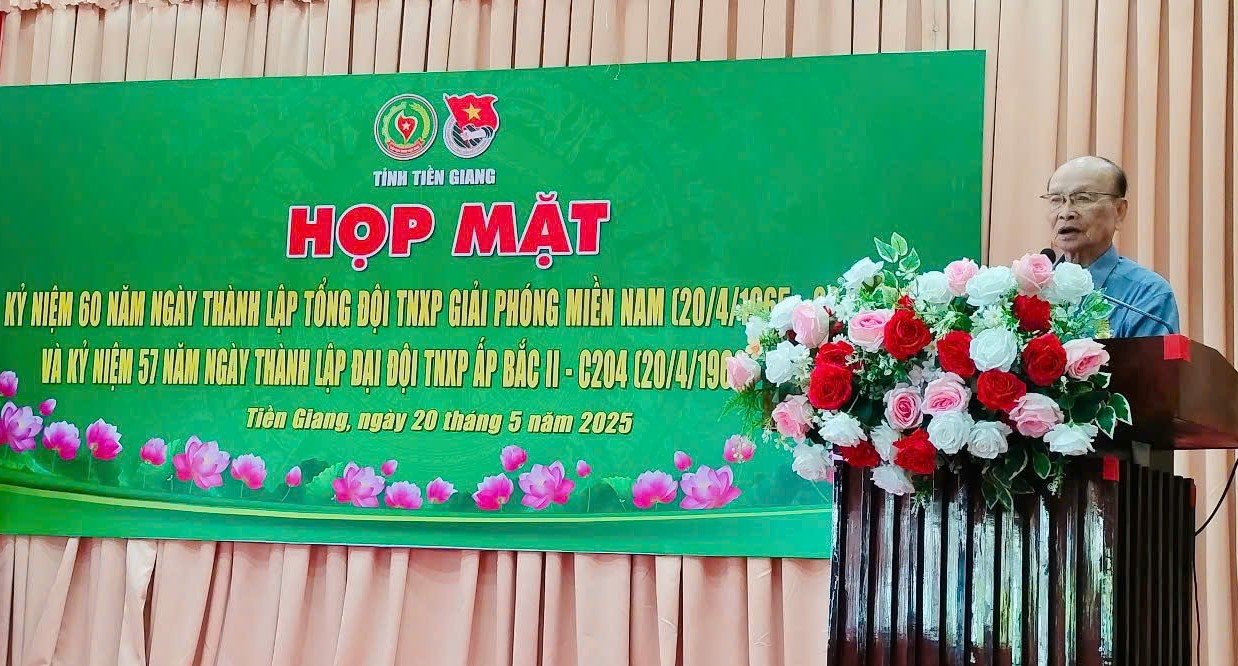 TỈNH TIỀN GIANG
HỌP MẶT
KỶ NIỆM 60 NĂM NGÀY THÀNH LẬP TỔNG ĐỘI TNXP GIẢI PHÓNG MIỀN NAM (20/4/1965 -
VÀ KỶ NIỆM 57 NĂM NGÀY THÀNH LẬP ĐẠI ĐỘI TNXP ẤP BẮC II - C204 (20/4/196
Tiền Giang, ngày 20 tháng 5 năm 2025